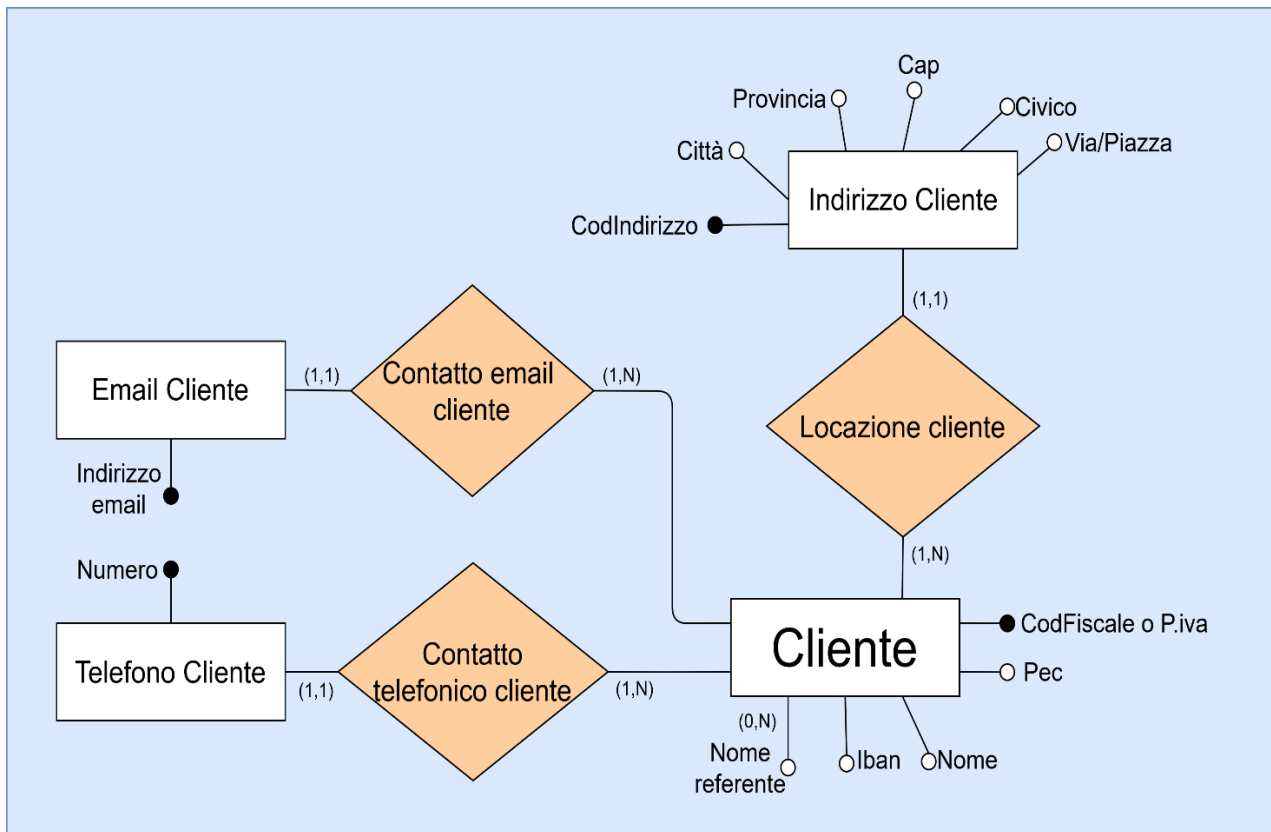 Cap
Provincia
Civico
Via/Piazza
Città
Indirizzo Cliente
CodIndirizzo
(1,1)
Email Cliente
(1,1)
Contatto email
cliente
(1,N)
Locazione cliente
Indirizzo
email
Numero
(1,N)
Telefono Cliente
(1,1)
Contatto
telefonico cliente
(1,N)
Cliente
CodFiscale o P.iva
Pec
(0,N)
Nome
referente
Iban
Nome